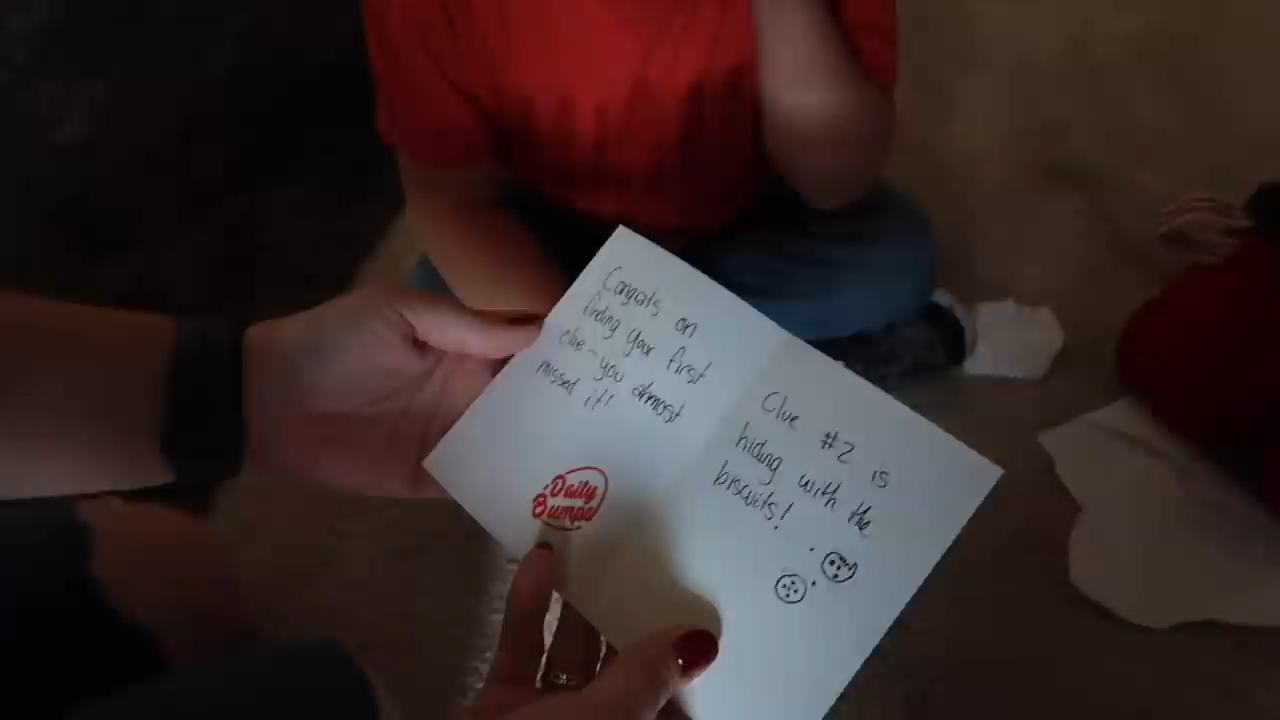 Congrats on
finding your first
clue - you almost
missed it!
Daily
Bumps
Clue #2 is
hiding with the
biscuits!